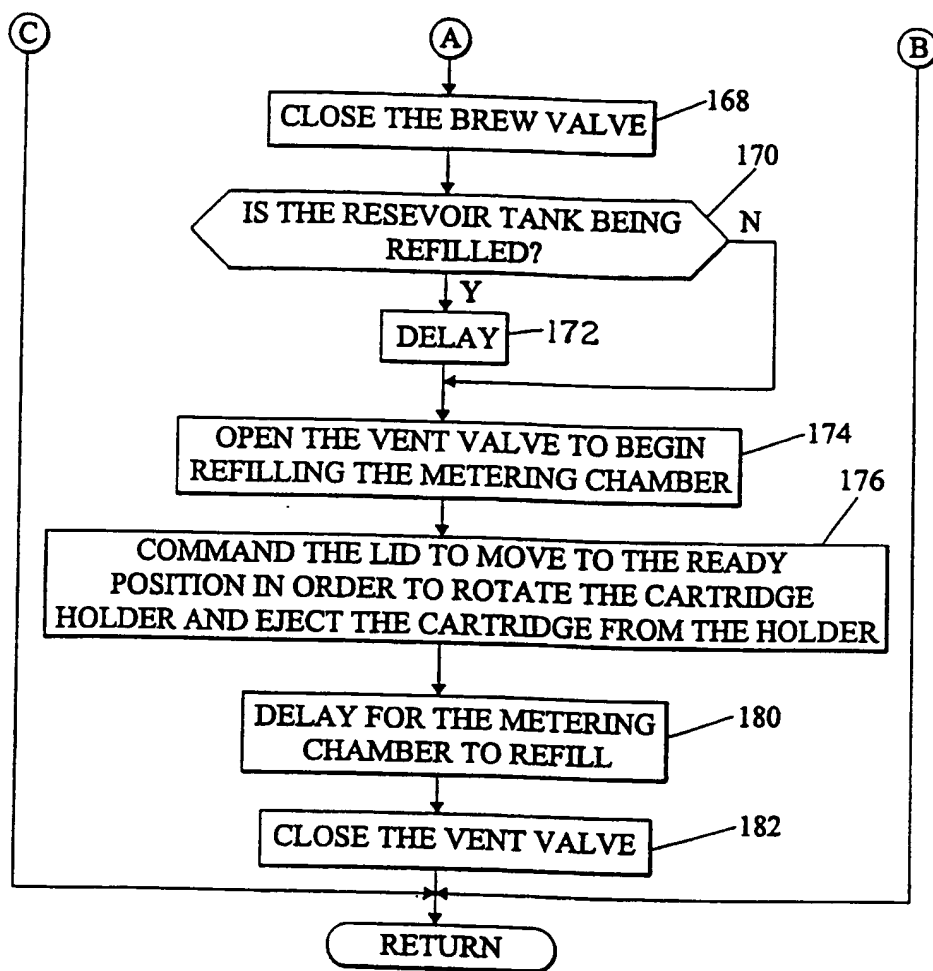 C
A
B
CLOSE THE BREW VALVE
168
170
IS THE RESEVOIR TANK BEING
REFILLED?
N
Y
DELAY
172
OPEN THE VENT VALVE TO BEGIN
REFILLING THE METERING CHAMBER
174
176
COMMAND THE LID TO MOVE TO THE READY
POSITION IN ORDER TO ROTATE THE CARTRIDGE
HOLDER AND EJECT THE CARTRIDGE FROM THE HOLDER
DELAY FOR THE METERING
CHAMBER TO REFILL
180
CLOSE THE VENT VALVE
182
RETURN